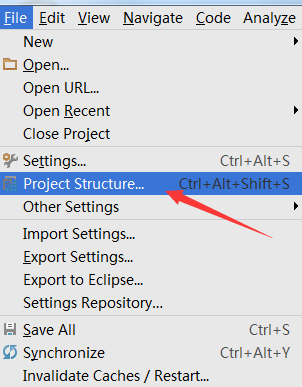 File Edit View Navigate Code Analyze
New
Open...
Open URL...
Open Recent
Close Project
Settings... Ctrl+Alt+S
Project Structure... Ctrl+Alt+Shift+S
Other Settings
Import Settings...
Export Settings...
Export to Eclipse...
Settings Repository...
Save All Ctrl+S
Synchronize Ctrl+Alt+Y
Invalidate Caches / Restart...